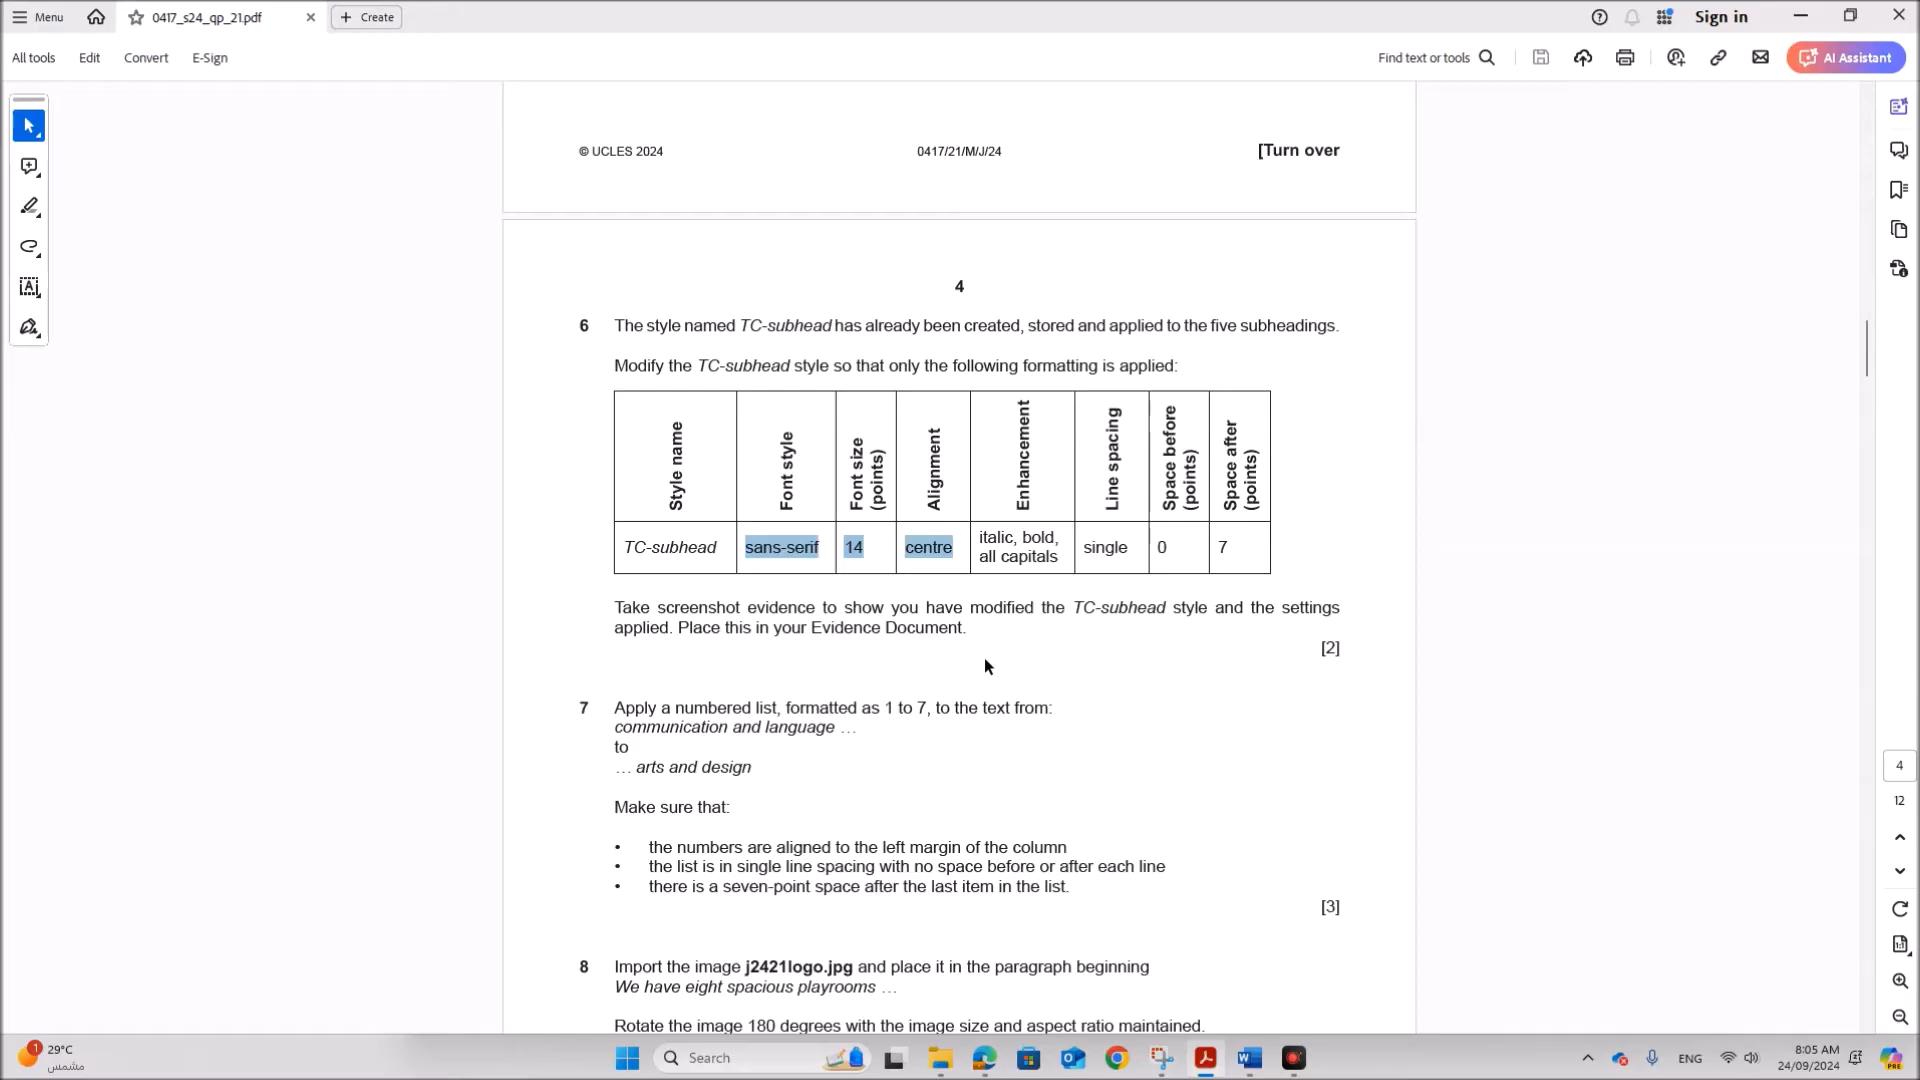 Menu
0417_s24_qp_21.pdf
Create
Sign in
All tools
Edit
Convert
E-Sign
Find text or tools
AI Assistant
© UCLES 2024
0417/21/M/J/24
[Turn over
4
6 The style named TC-subhead has already been created, stored and applied to the five subheadings.
Modify the TC-subhead style so that only the following formatting is applied:
Style name
Font style
Font size (points)
Alignment
Enhancement
Line spacing
Space before (points)
Space after (points)
TC-subhead
sans-serif
14
centre
italic, bold,
all capitals
single
0
7
Take screenshot evidence to show you have modified the TC-subhead style and the settings
applied. Place this in your Evidence Document.
[2]
7 Apply a numbered list, formatted as 1 to 7, to the text from:
communication and language …
to
… arts and design
Make sure that:
• the numbers are aligned to the left margin of the column
• the list is in single line spacing with no space before or after each line
• there is a seven-point space after the last item in the list.
[3]
8 Import the image j2421logo.jpg and place it in the paragraph beginning
We have eight spacious playrooms …
Rotate the image 180 degrees with the image size and aspect ratio maintained.
4
12
1
29°C
مشمس
Search
ENG
8:05 AM
24/09/2024
PRE